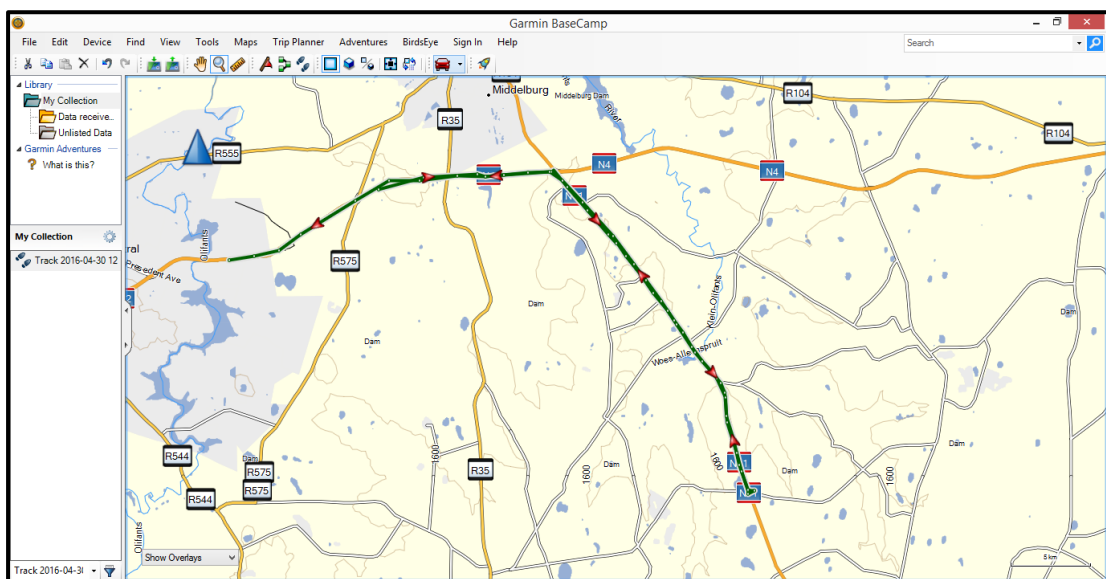 Garmin BaseCamp
File Edit Device Find View Tools Maps Trip Planner Adventures BirdsEye Sign In Help
Search
Library
My Collection
Data receive...
Unlisted Data
Garmin Adventures
? What is this?
My Collection
Track 2016-04-30 12
Track 2016-04-3
Middelburg
Middelburg Dam
River
R104
R35
R104
R555
N4
N4
Olifants
ral
President Ave
R575
2
Dam
Klein-Olifants
Dam
Dam
Woes-Alleenspruit
R544
Dam
R575
R575
R544
1600
R35
1600
Dam
1600
Dam
1600
Dam
Olifants
Show Overlays
5 km